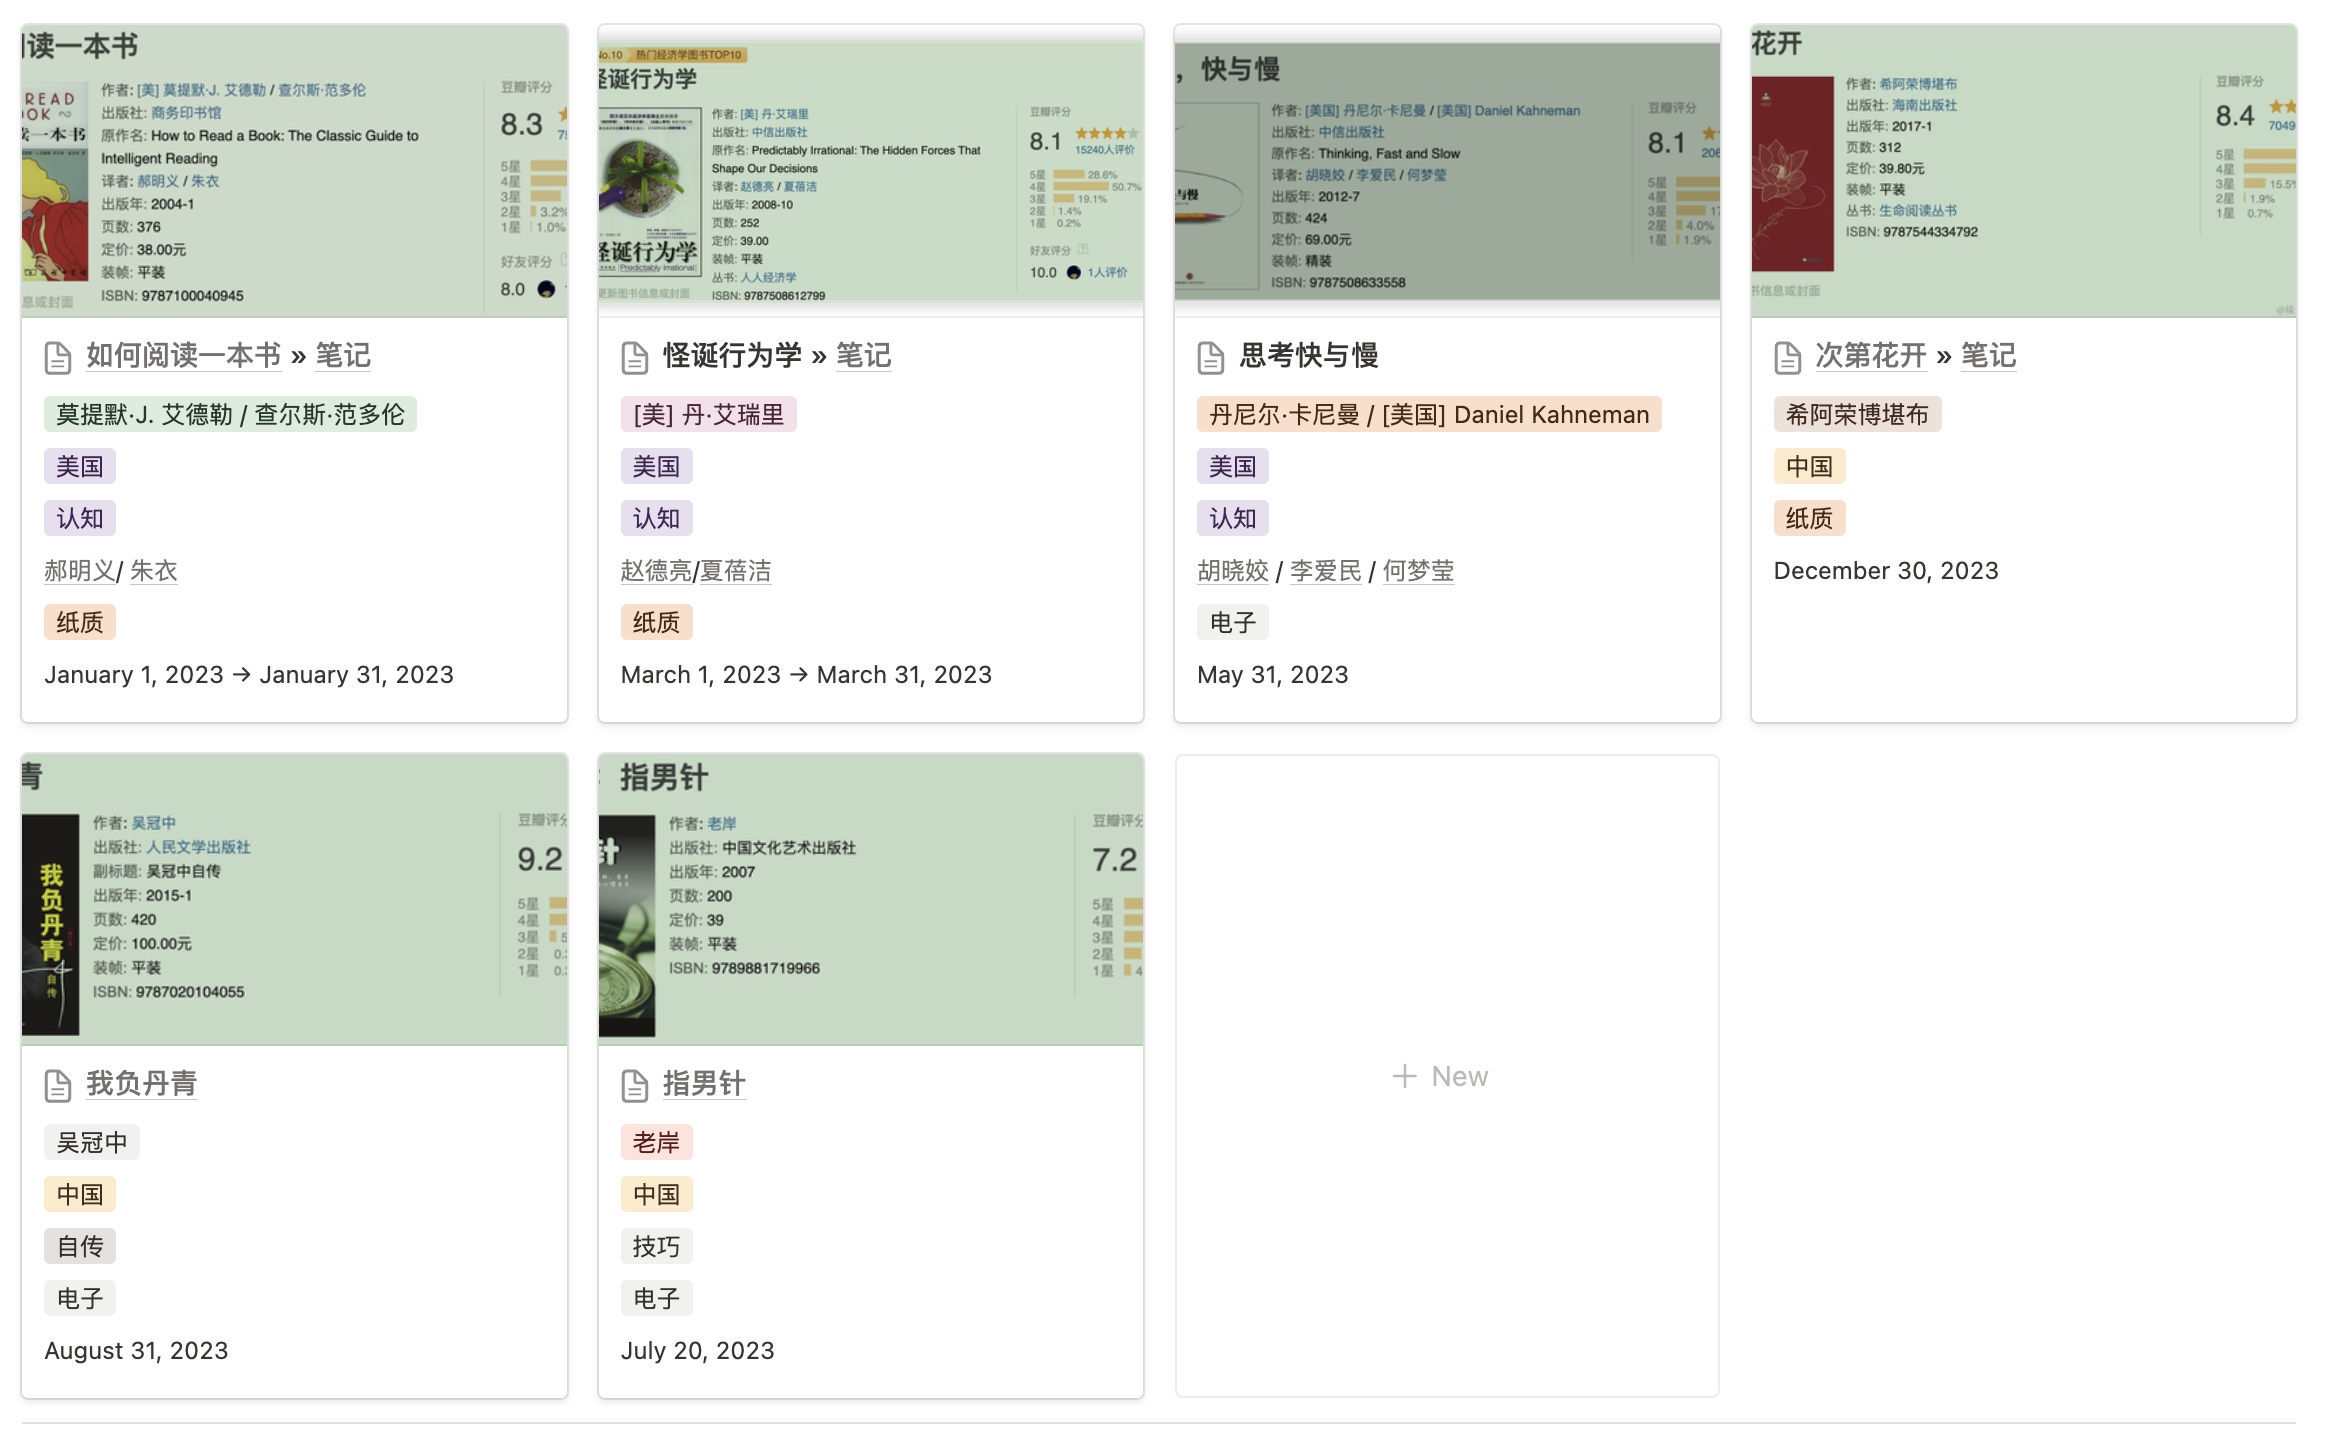 阅读一本书
READ
OOK
读一本书
作者: [美] 莫提默·J. 艾德勒 / 查尔斯·范多伦
出版社: 商务印书馆
原作名: How to Read a Book: The Classic Guide to
Intelligent Reading
译者: 郝明义 / 朱衣
出版年: 2004-1
页数: 376
定价: 38.00元
装帧: 平装
ISBN: 9787100040945
息或封面
豆瓣评分
8.3
5星
4星
3星
2星 3.2%
1星 1.0%
好友评分
8.0
如何阅读一本书 » 笔记
莫提默·J. 艾德勒 / 查尔斯·范多伦
美国
认知
郝明义/ 朱衣
纸质
January 1, 2023 → January 31, 2023
No.10 热门经济学图书TOP10
怪诞行为学
怪诞行为学
Predictably Irrational
更新图书信息或封面
作者: [美] 丹·艾瑞里
出版社: 中信出版社
原作名: Predictably Irrational: The Hidden Forces That
Shape Our Decisions
译者: 赵德亮 / 夏蓓洁
出版年: 2008-10
页数: 252
定价: 39.00
装帧: 平装
丛书: 人人经济学
ISBN: 9787508612799
豆瓣评分
8.1
15240人评价
5星 28.6%
4星 50.7%
3星 19.1%
2星 1.4%
1星 0.2%
好友评分 ?
10.0 1人评价
怪诞行为学 » 笔记
[美] 丹·艾瑞里
美国
认知
赵德亮/夏蓓洁
纸质
March 1, 2023 → March 31, 2023
，快与慢
与慢
作者: [美国] 丹尼尔·卡尼曼 / [美国] Daniel Kahneman
出版社: 中信出版社
原作名: Thinking, Fast and Slow
译者: 胡晓姣 / 李爱民 / 何梦莹
出版年: 2012-7
页数: 424
定价: 69.00元
装帧: 精装
ISBN: 9787508633558
豆瓣评分
8.1
206
5星
4星
3星 17
2星 4.0%
1星 1.9%
思考快与慢
丹尼尔·卡尼曼 / [美国] Daniel Kahneman
美国
认知
胡晓姣 / 李爱民 / 何梦莹
电子
May 31, 2023
花开
作者: 希阿荣博堪布
出版社: 海南出版社
出版年: 2017-1
页数: 312
定价: 39.80元
装帧: 平装
丛书: 生命阅读丛书
ISBN: 9787544334792
书信息或封面
豆瓣评分
8.4
7049
5星
4星
3星 15.5%
2星 1.9%
1星 0.7%
次第花开 » 笔记
希阿荣博堪布
中国
纸质
December 30, 2023
青
我负丹青
自传
作者: 吴冠中
出版社: 人民文学出版社
副标题: 吴冠中自传
出版年: 2015-1
页数: 420
定价: 100.00元
装帧: 平装
ISBN: 9787020104055
豆瓣评分
9.2
5星
4星
3星 5
2星 0.
1星 0.
我负丹青
吴冠中
中国
自传
电子
August 31, 2023
指男针
针
作者: 老岸
出版社: 中国文化艺术出版社
出版年: 2007
页数: 200
定价: 39
装帧: 平装
ISBN: 9789881719966
豆瓣评分
7.2
5星
4星
3星
2星
1星 4
指男针
老岸
中国
技巧
电子
July 20, 2023
+ New